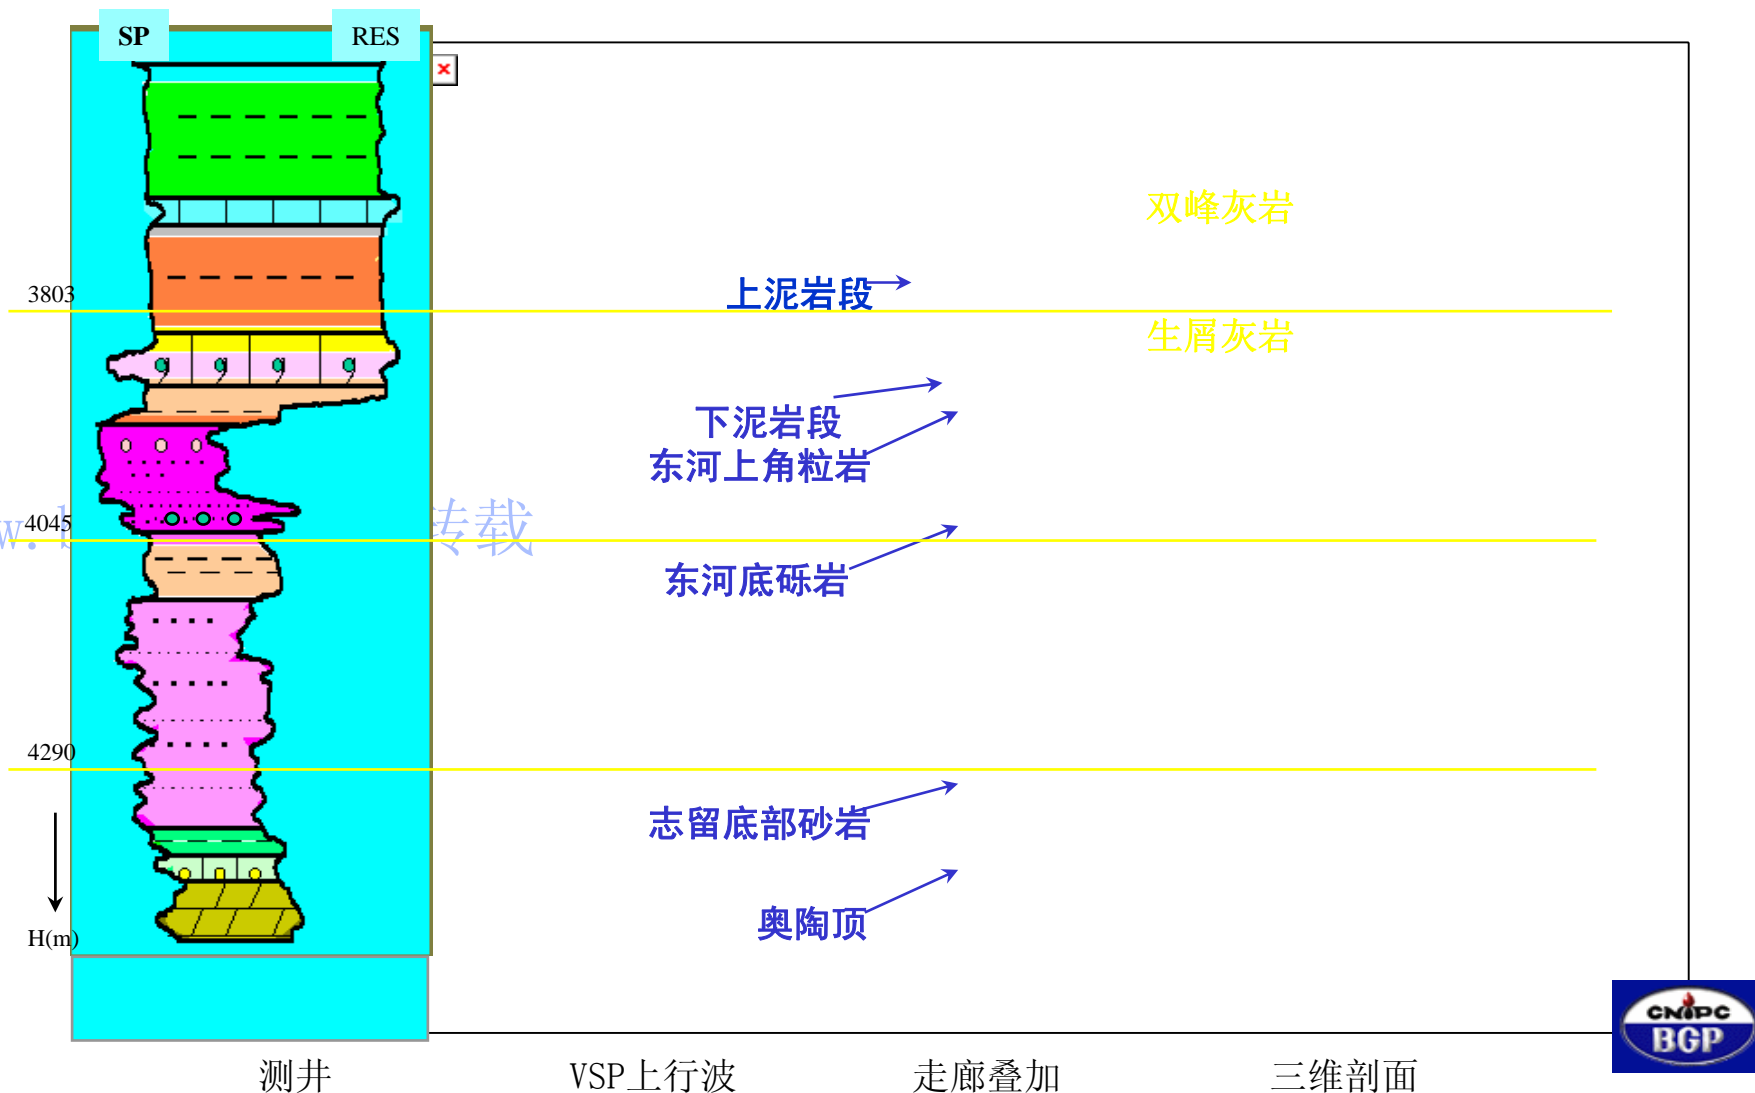 SP
RES
双峰灰岩
3803
上泥岩段
生屑灰岩
下泥岩段
东河上角粒岩
4045
w.b
转载
东河底砾岩
4290
志留底部砂岩
奥陶顶
H(m)
CNPC
BGP
测井
VSP上行波
走廊叠加
三维剖面